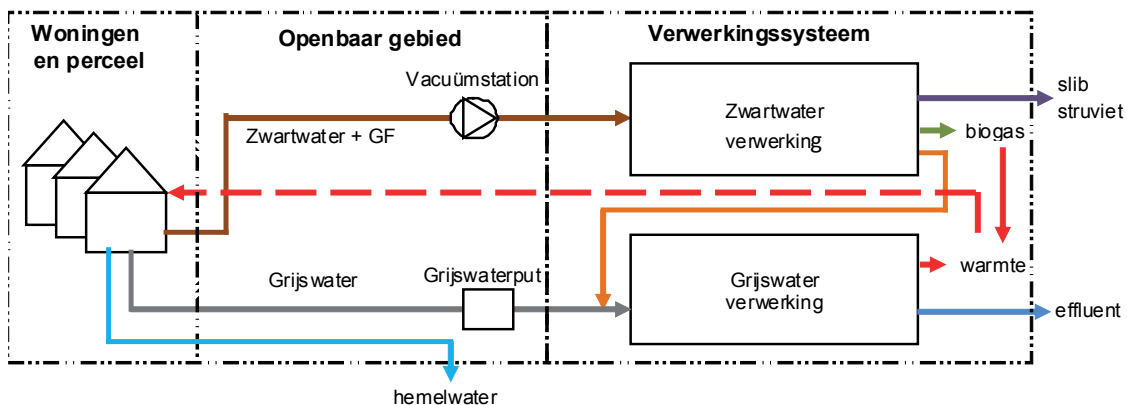 Woningen
en perceel
Openbaar gebied
Verwerkingssysteem
Vacuümstation
Zwartwater + GF
Zwartwater
verwerking
slib
struviet
biogas
Grijswater
Grijswaterput
Grijswater
verwerking
warmte
effluent
hemelwater